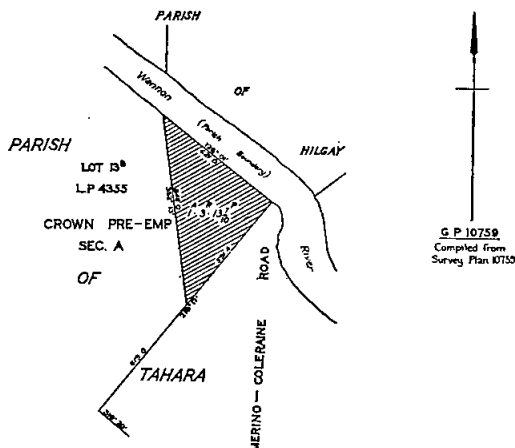 PARISH
Wannon
OF
(Parish Boundary)
HILGAY
PARISH
LOT 13ᴮ
L.P 4355
CROWN PRE-EMP
SEC. A
OF
ROAD
River
TAHARA
MERINO — COLERAINE
G P 10759
Compiled from
Survey Plan 10759